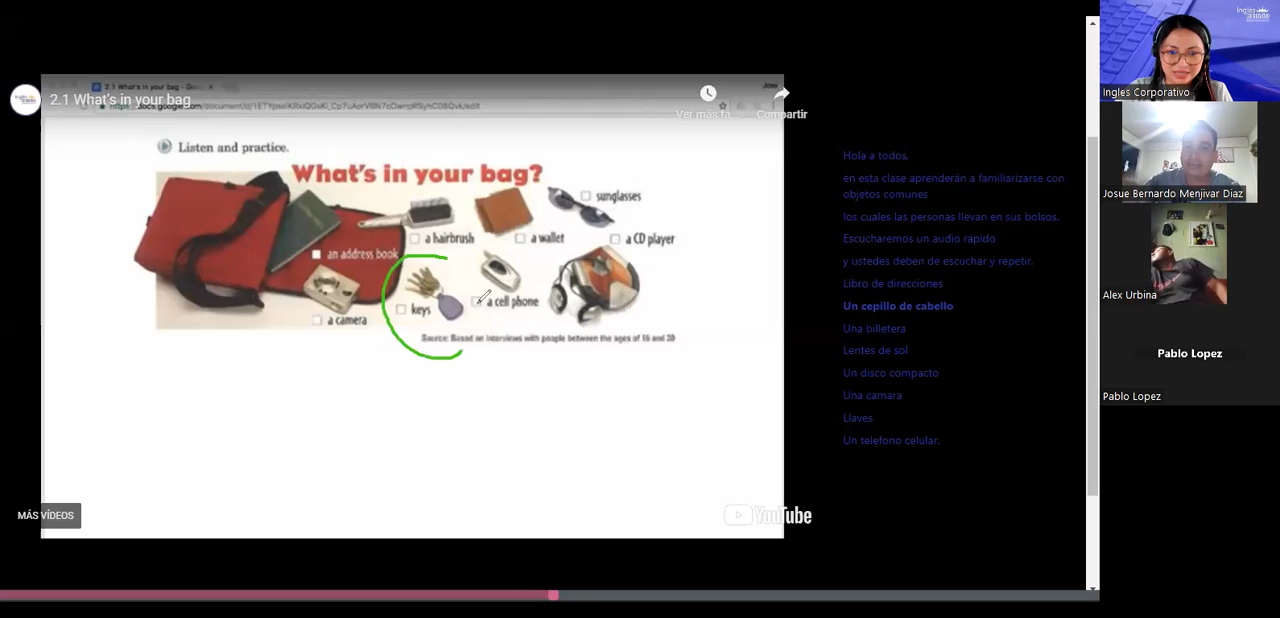 2.1 What's in your bag
Ver más ta...
Compartir
Listen and practice.
What's in your bag?
sunglasses
a hairbrush
a wallet
a CD player
an address book
keys
a cell phone
a camera
Source: Based on interviews with people between the ages of 16 and 30
MÁS VÍDEOS
YouTube
Hola a todos.
en esta clase aprenderán a familiarizarse con
objetos comunes
los cuales las personas llevan en sus bolsos.
Escucharemos un audio rápido
y ustedes deben de escuchar y repetir.
Libro de direcciones
Un cepillo de cabello
Una billetera
Lentes de sol
Un disco compacto
Una camara
Llaves
Un telefono celular.
Ingles Corporativo
Josue Bernardo Menjivar Diaz
Alex Urbina
Pablo Lopez
Pablo Lopez